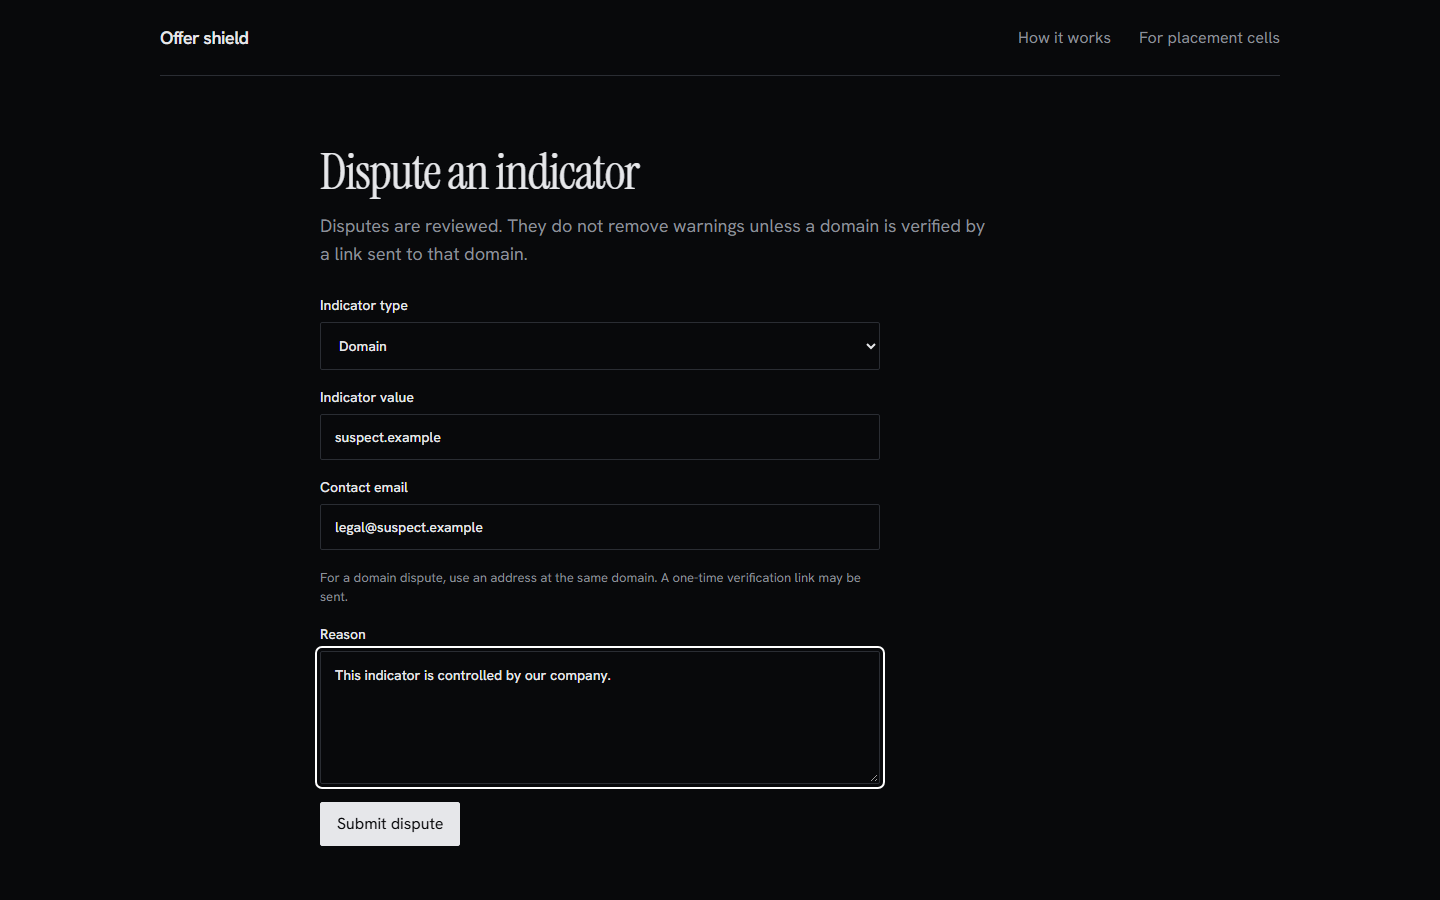 Offer shield
How it works
For placement cells
Dispute an indicator
Disputes are reviewed. They do not remove warnings unless a domain is verified by
a link sent to that domain.
Indicator type
Domain
Indicator value
suspect.example
Contact email
legal@suspect.example
For a domain dispute, use an address at the same domain. A one-time verification link may be
sent.
Reason
This indicator is controlled by our company.
Submit dispute